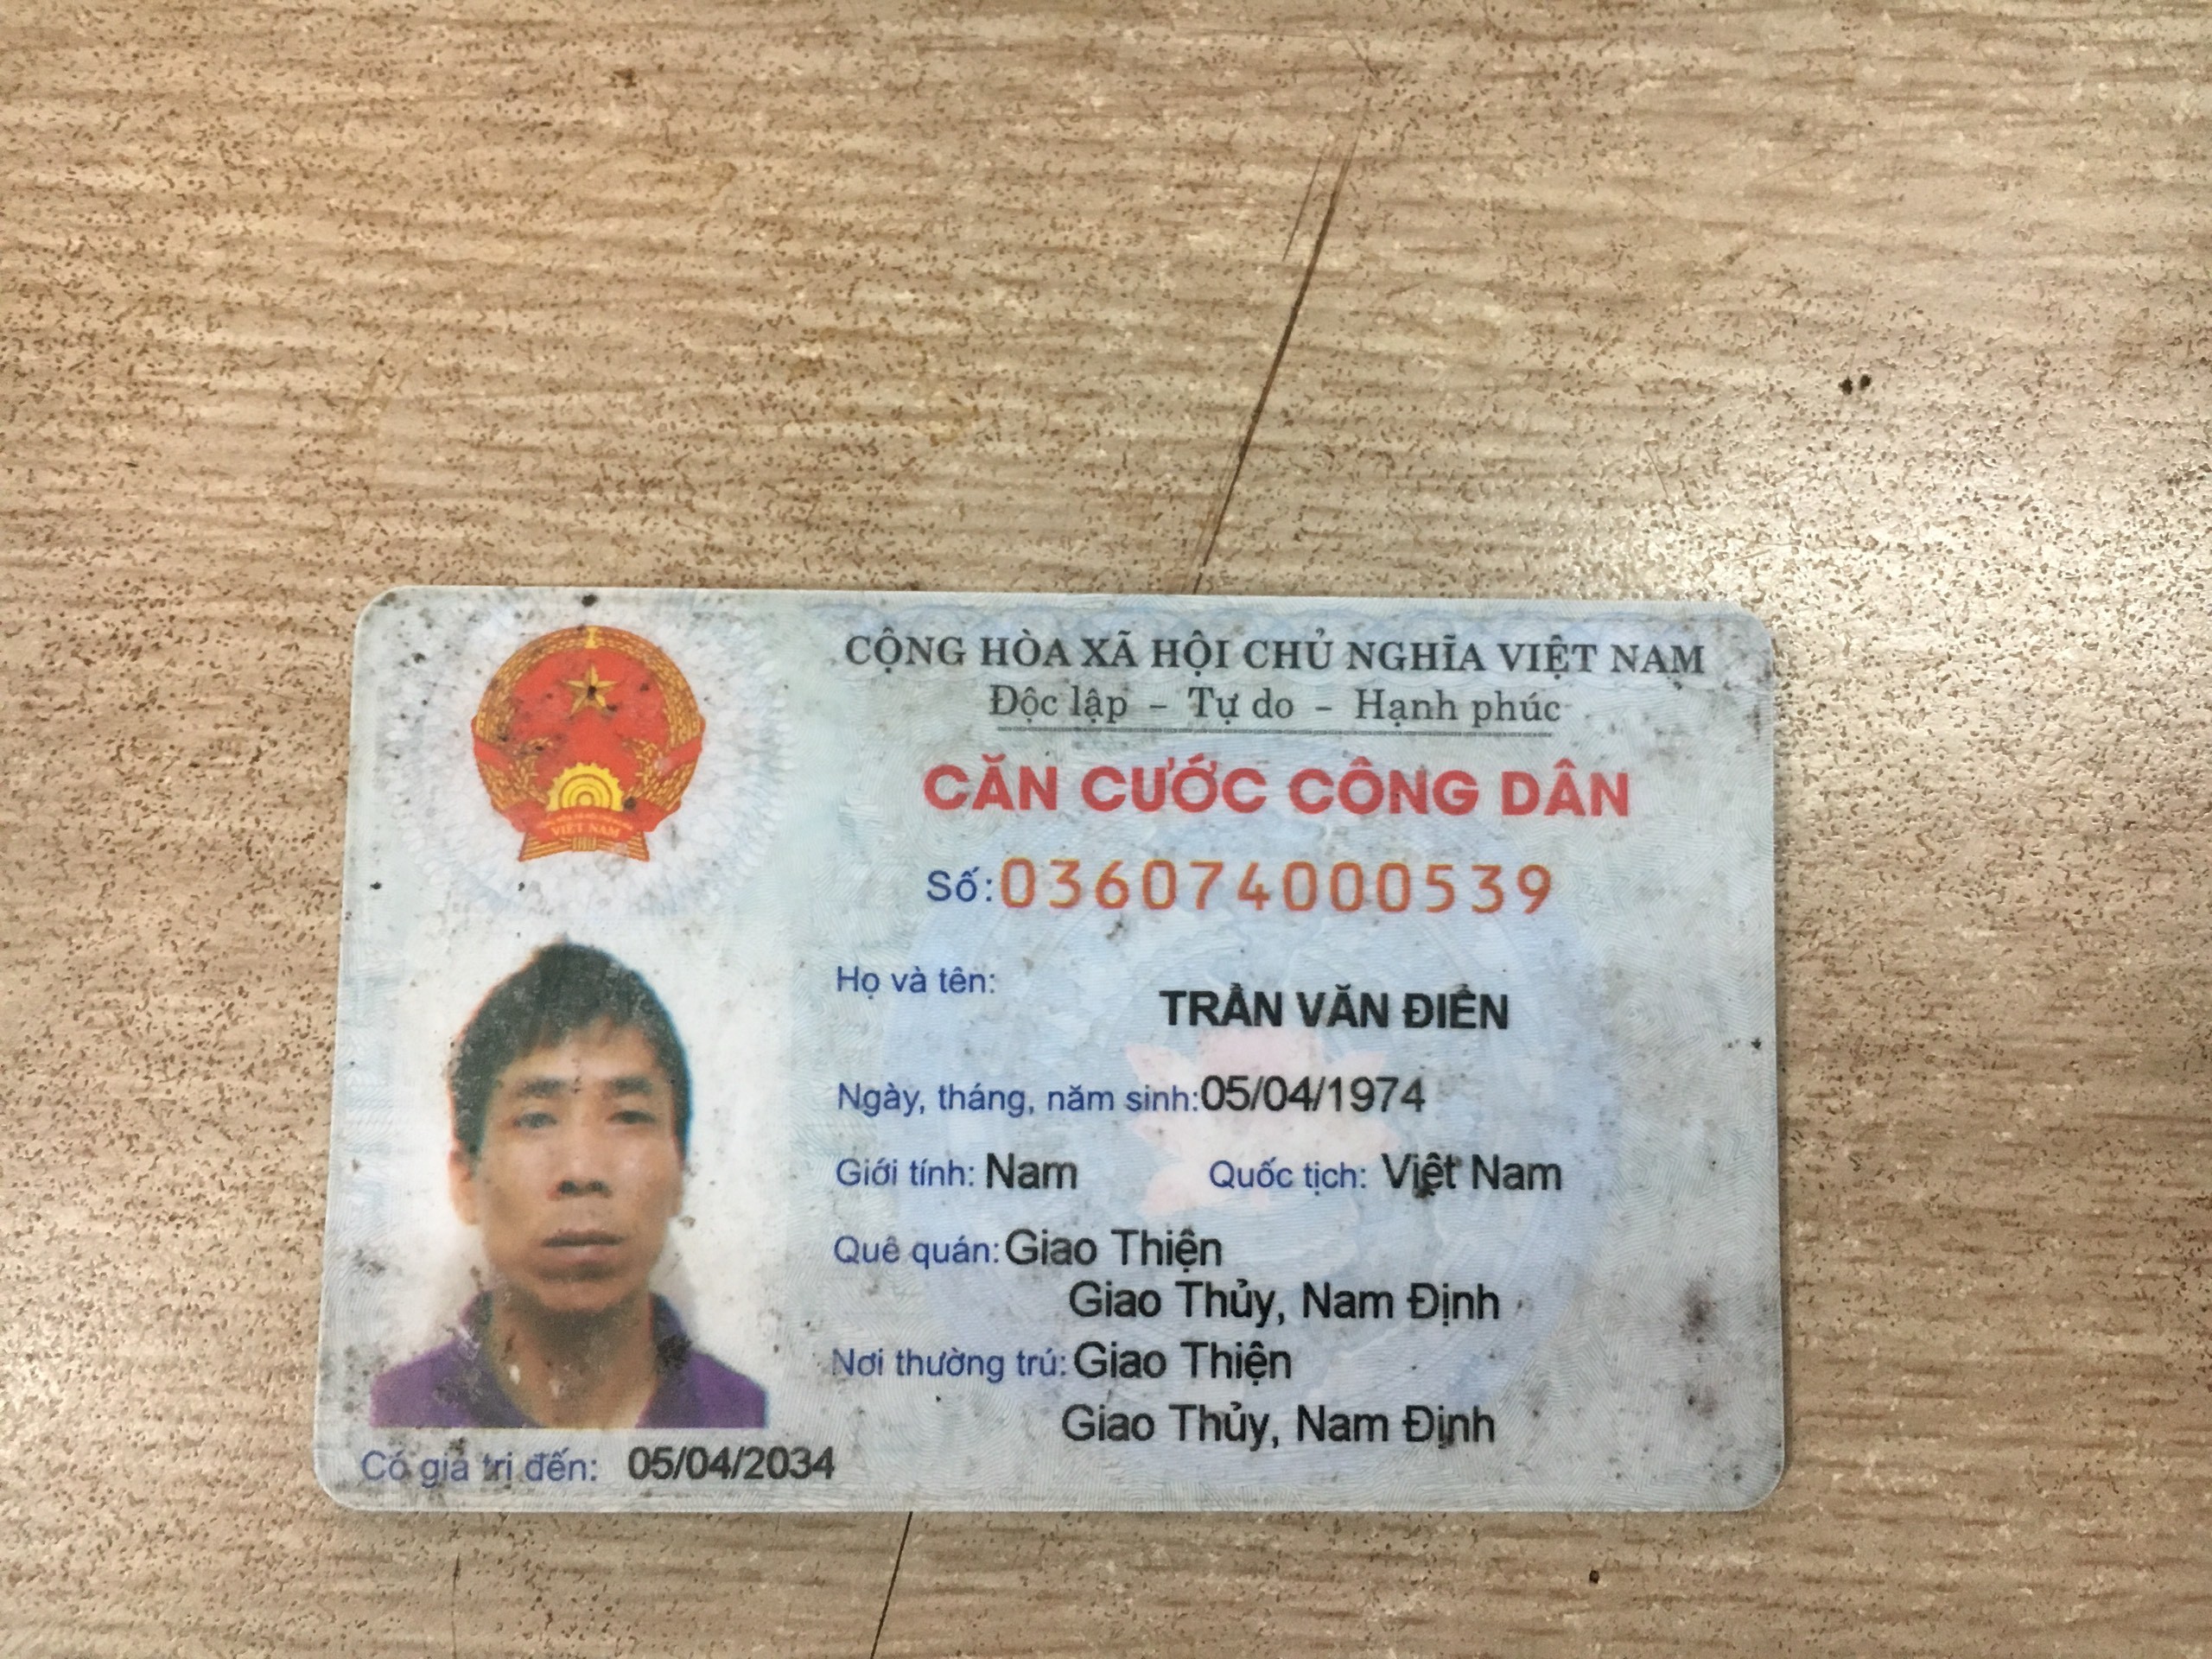 CỘNG HÒA XÃ HỘI CHỦ NGHĨA VIỆT NAM
Độc lập – Tự do – Hạnh phúc
CĂN CƯỚC CÔNG DÂN
Số: 036074000539
Họ và tên:
TRẦN VĂN ĐIỀN
Ngày, tháng, năm sinh: 05/04/1974
Giới tính: Nam Quốc tịch: Việt Nam
Quê quán: Giao Thiện
Giao Thủy, Nam Định
Nơi thường trú: Giao Thiện
Giao Thủy, Nam Định
Có giá trị đến: 05/04/2034
VIỆT NAM